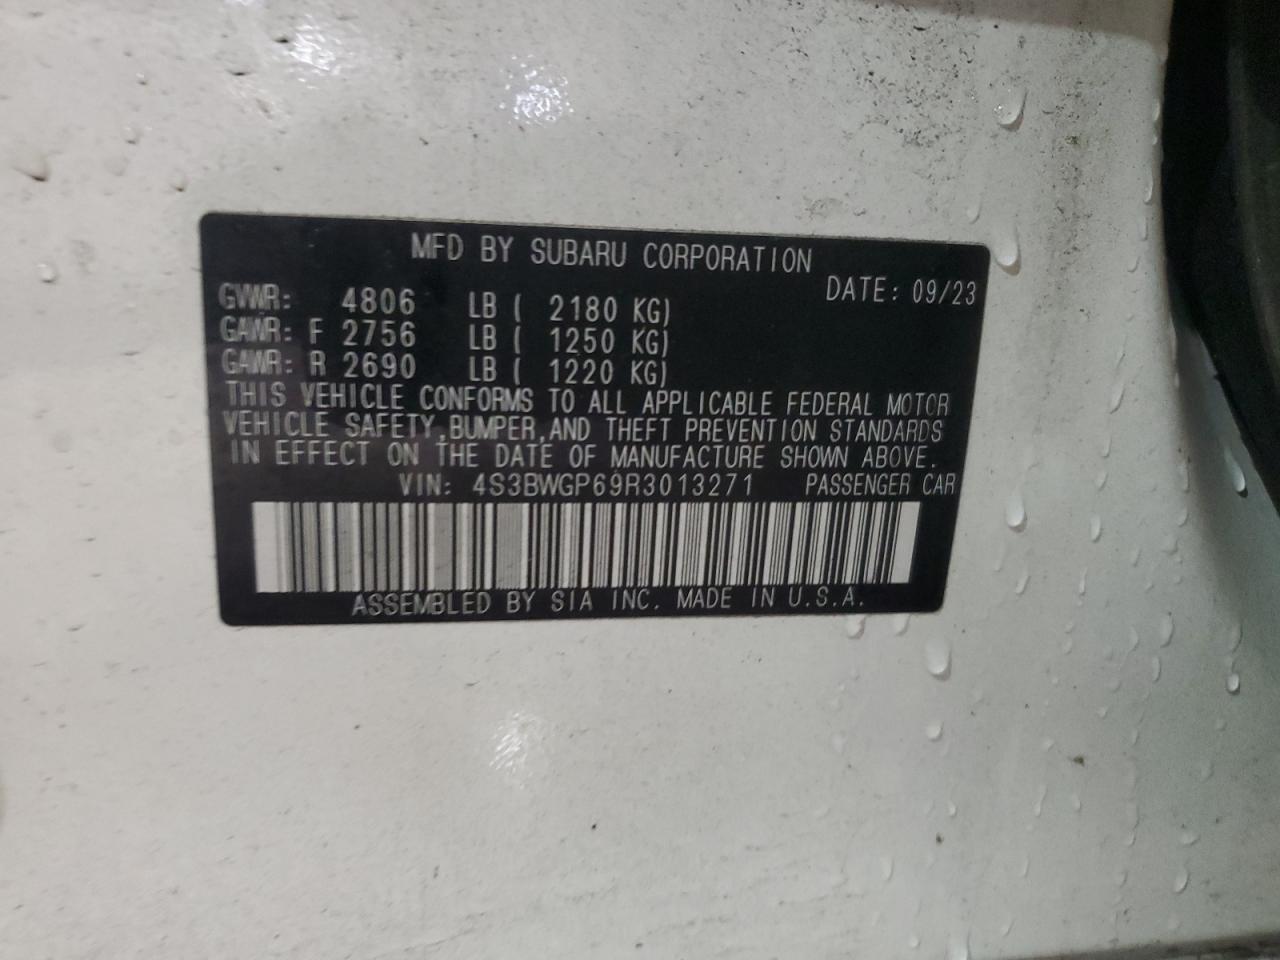 MFD BY SUBARU CORPORATION
DATE: 09/23
GVWR: 4806 LB ( 2180 KG)
GAWR: F 2756 LB ( 1250 KG)
GAWR: R 2690 LB ( 1220 KG)
THIS VEHICLE CONFORMS TO ALL APPLICABLE FEDERAL MOTOR
VEHICLE SAFETY, BUMPER, AND THEFT PREVENTION STANDARDS
IN EFFECT ON THE DATE OF MANUFACTURE SHOWN ABOVE.
VIN: 4S3BWGP69R3013271 PASSENGER CAR
ASSEMBLED BY SIA INC. MADE IN U.S.A.